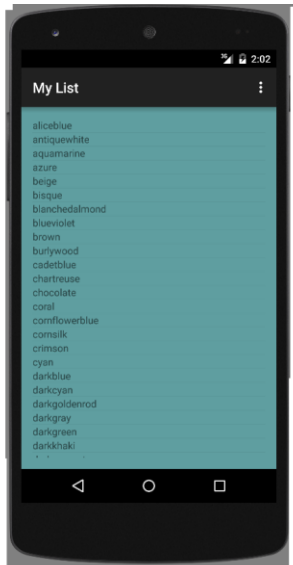 3G 2:02
My List
aliceblue
antiquewhite
aquamarine
azure
beige
bisque
blanchedalmond
blueviolet
brown
burlywood
cadetblue
chartreuse
chocolate
coral
cornflowerblue
cornsilk
crimson
cyan
darkblue
darkcyan
darkgoldenrod
darkgray
darkgreen
darkkhaki